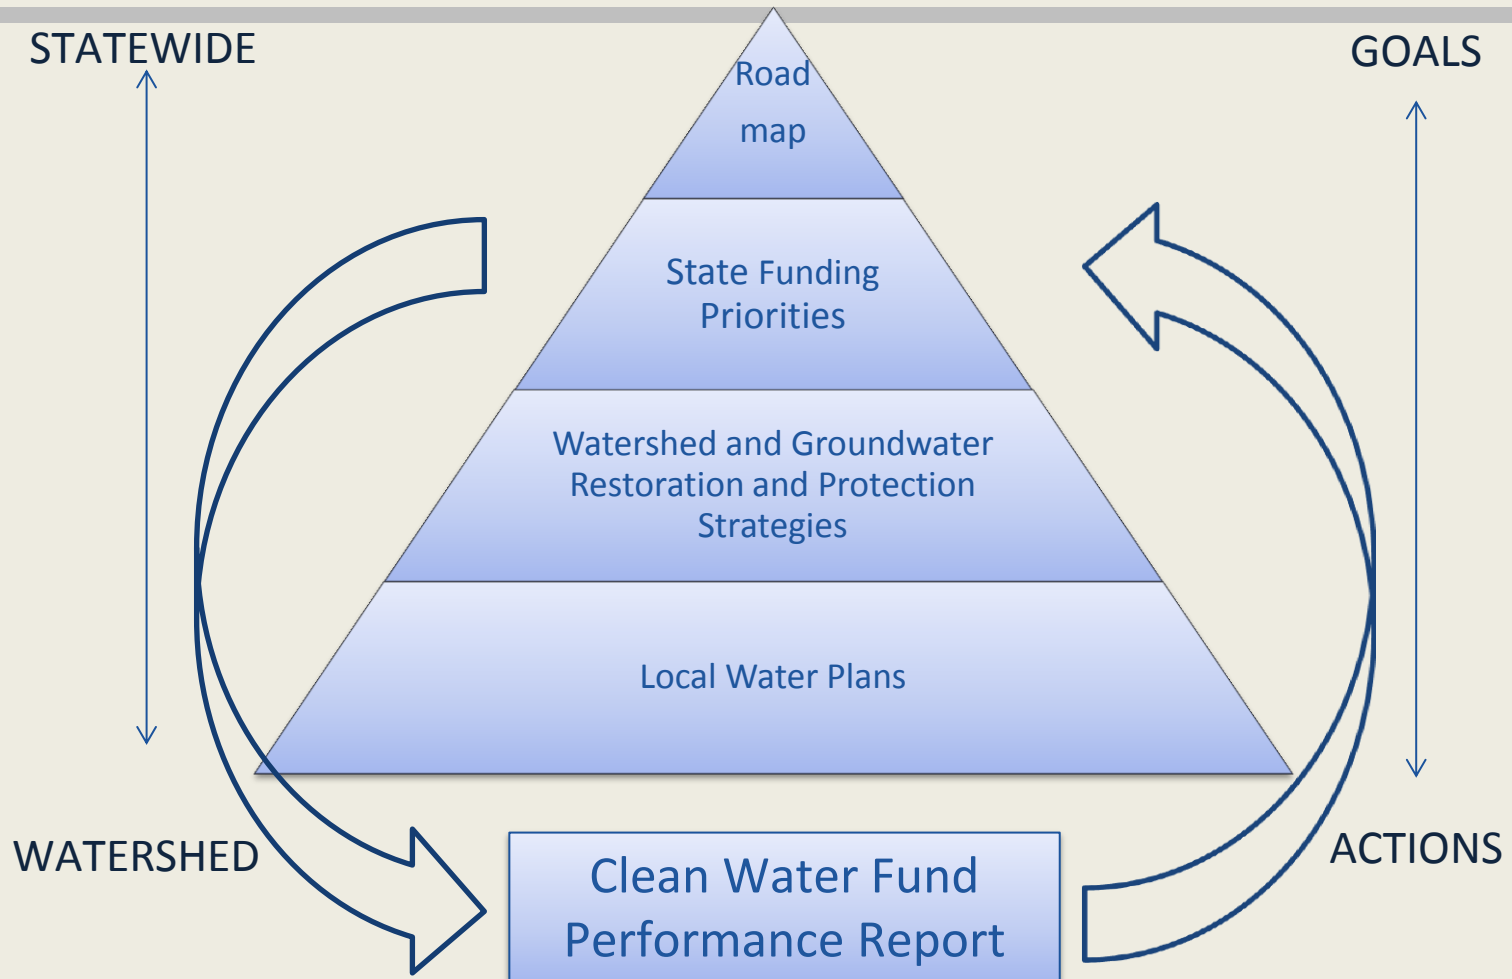 STATEWIDE
GOALS
Road
map
State Funding
Priorities
Watershed and Groundwater
Restoration and Protection
Strategies
Local Water Plans
WATERSHED
ACTIONS
Clean Water Fund
Performance Report